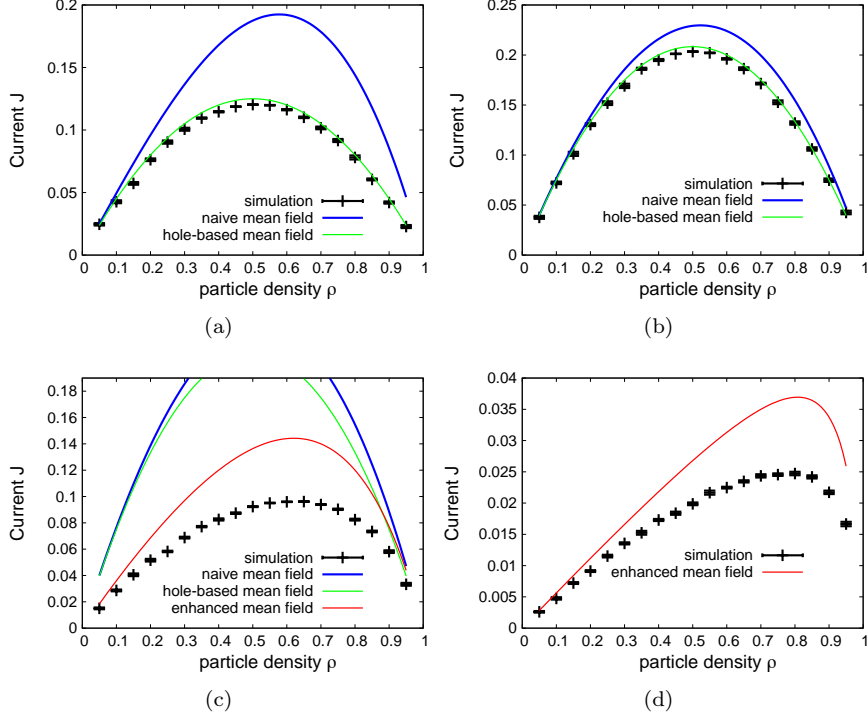 0.2
0.15
0.1
0.05
0
Current J
simulation
naive mean field
hole-based mean field
0 0.1 0.2 0.3 0.4 0.5 0.6 0.7 0.8 0.9 1
particle density ρ
(a)
0.25
0.2
0.15
0.1
0.05
0
Current J
simulation
naive mean field
hole-based mean field
0 0.1 0.2 0.3 0.4 0.5 0.6 0.7 0.8 0.9 1
particle density ρ
(b)
0.18
0.16
0.14
0.12
0.1
0.08
0.06
0.04
0.02
Current J
simulation
naive mean field
hole-based mean field
enhanced mean field
0 0.1 0.2 0.3 0.4 0.5 0.6 0.7 0.8 0.9 1
particle density ρ
(c)
0.04
0.035
0.03
0.025
0.02
0.015
0.01
0.005
0
Current J
simulation
enhanced mean field
0 0.1 0.2 0.3 0.4 0.5 0.6 0.7 0.8 0.9 1
particle density ρ
(d)